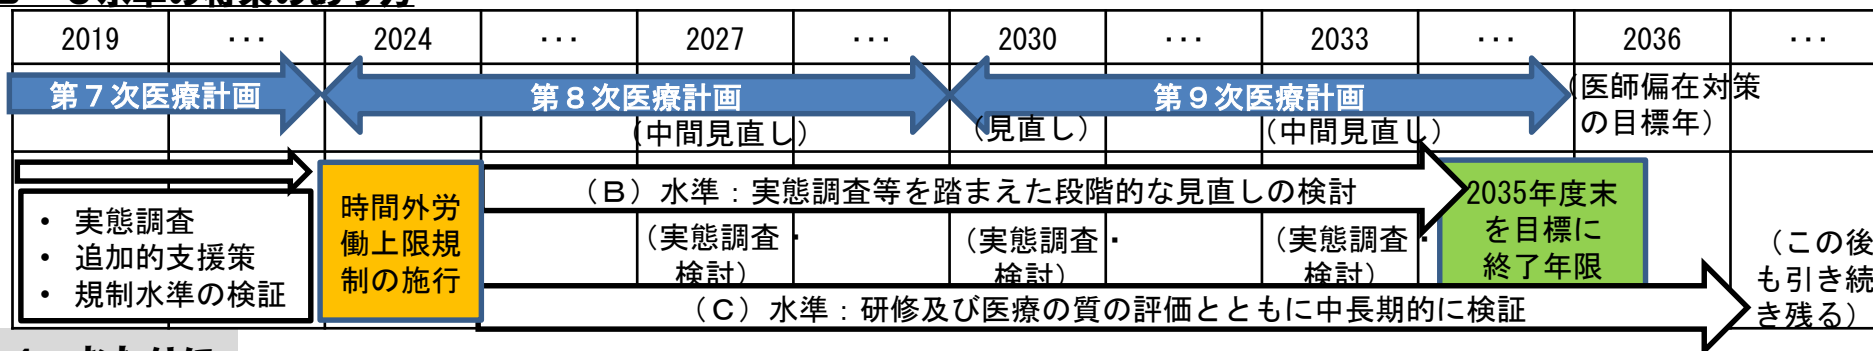 2019 ・・・ 2024 ・・・ 2027 ・・・ 2030 ・・・ 2033 ・・・ 2036 ・・・
第７次医療計画 第８次医療計画 第９次医療計画
（中間見直し） （見直し） （中間見直し）
（医師偏在対策
の目標年）
• 実態調査
• 追加的支援策
• 規制水準の検証
時間外労
働上限規
制の施行
（Ｂ）水準：実態調査等を踏まえた段階的な見直しの検討
（実態調査・
検討）
（実態調査・
検討）
（実態調査・
検討）
2035年度末
を目標に
終了年限
（Ｃ）水準：研修及び医療の質の評価とともに中長期的に検証
（この後
も引き続
き残る）